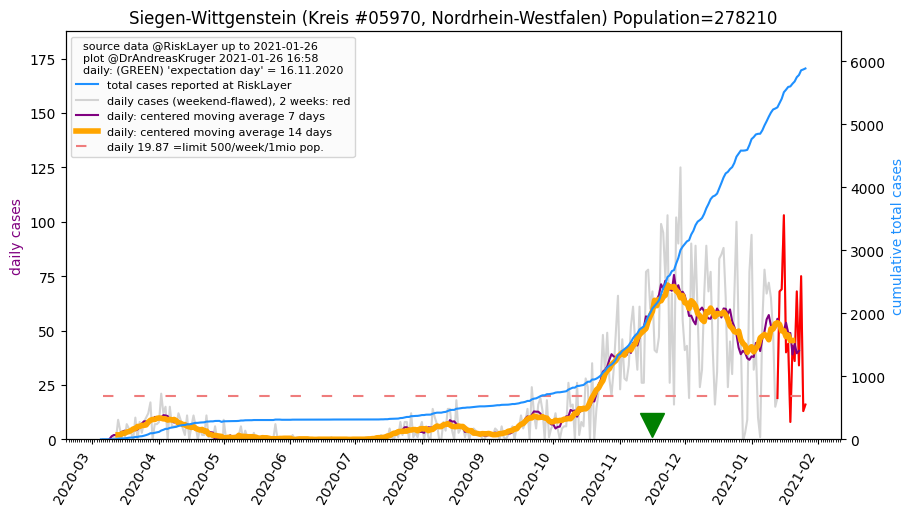 Siegen-Wittgenstein (Kreis #05970, Nordrhein-Westfalen) Population=278210
source data @RiskLayer up to 2021-01-26
plot @DrAndreasKruger 2021-01-26 16:58
daily: (GREEN) 'expectation day' = 16.11.2020
total cases reported at RiskLayer
daily cases (weekend-flawed), 2 weeks: red
daily: centered moving average 7 days
daily: centered moving average 14 days
daily 19.87 =limit 500/week/1mio pop.
daily cases
175
150
125
100
75
50
25
0
cumulative total cases
6000
5000
4000
3000
2000
1000
0
2020-03
2020-04
2020-05
2020-06
2020-07
2020-08
2020-09
2020-10
2020-11
2020-12
2021-01
2021-02